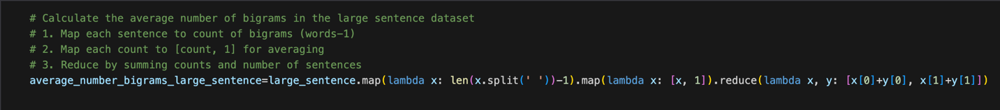 # Calculate the average number of bigrams in the large sentence dataset
# 1. Map each sentence to count of bigrams (words-1)
# 2. Map each count to [count, 1] for averaging
# 3. Reduce by summing counts and number of sentences
average_number_bigrams_large_sentence=large_sentence.map(lambda x: len(x.split(' '))-1).map(lambda x: [x, 1]).reduce(lambda x, y: [x[0]+y[0], x[1]+y[1]])